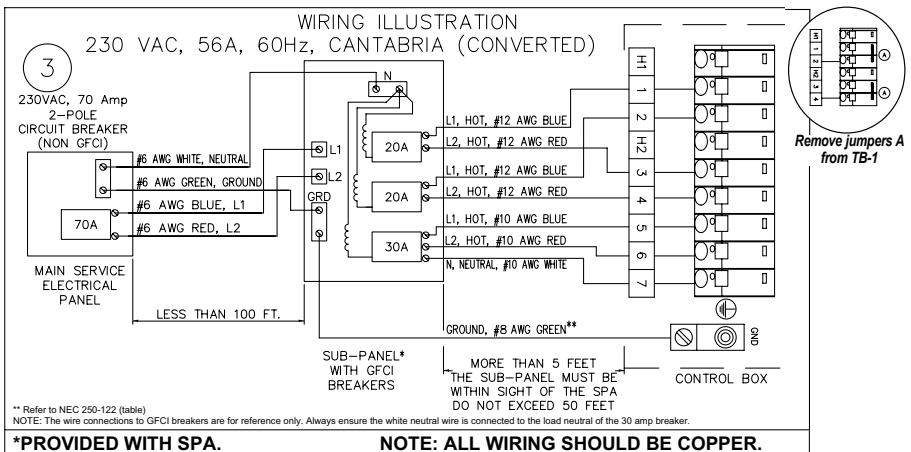 WIRING ILLUSTRATION
230 VAC, 56A, 60Hz, CANTABRIA (CONVERTED)
3
230VAC, 70 Amp
2-POLE
CIRCUIT BREAKER
(NON GFCI)
#6 AWG WHITE, NEUTRAL
#6 AWG GREEN, GROUND
#6 AWG BLUE, L1
#6 AWG RED, L2
70A
MAIN SERVICE
ELECTRICAL
PANEL
LESS THAN 100 FT.
N
L1
L2
GRD
20A
20A
30A
L1, HOT, #12 AWG BLUE
L2, HOT, #12 AWG RED
L1, HOT, #12 AWG BLUE
L2, HOT, #12 AWG RED
L1, HOT, #10 AWG BLUE
L2, HOT, #10 AWG RED
N, NEUTRAL, #10 AWG WHITE
GROUND, #8 AWG GREEN**
SUB-PANEL*
WITH GFCI
BREAKERS
MORE THAN 5 FEET
THE SUB-PANEL MUST BE
WITHIN SIGHT OF THE SPA
DO NOT EXCEED 50 FEET
H1
1
2
H2
3
4
5
6
7
GND
CONTROL BOX
H1
1
2
H2
3
4
A
A
Remove jumpers A
from TB-1
** Refer to NEC 250-122 (table)
NOTE: The wire connections to GFCI breakers are for reference only. Always ensure the white neutral wire is connected to the load neutral of the 30 amp breaker.
*PROVIDED WITH SPA. NOTE: ALL WIRING SHOULD BE COPPER.